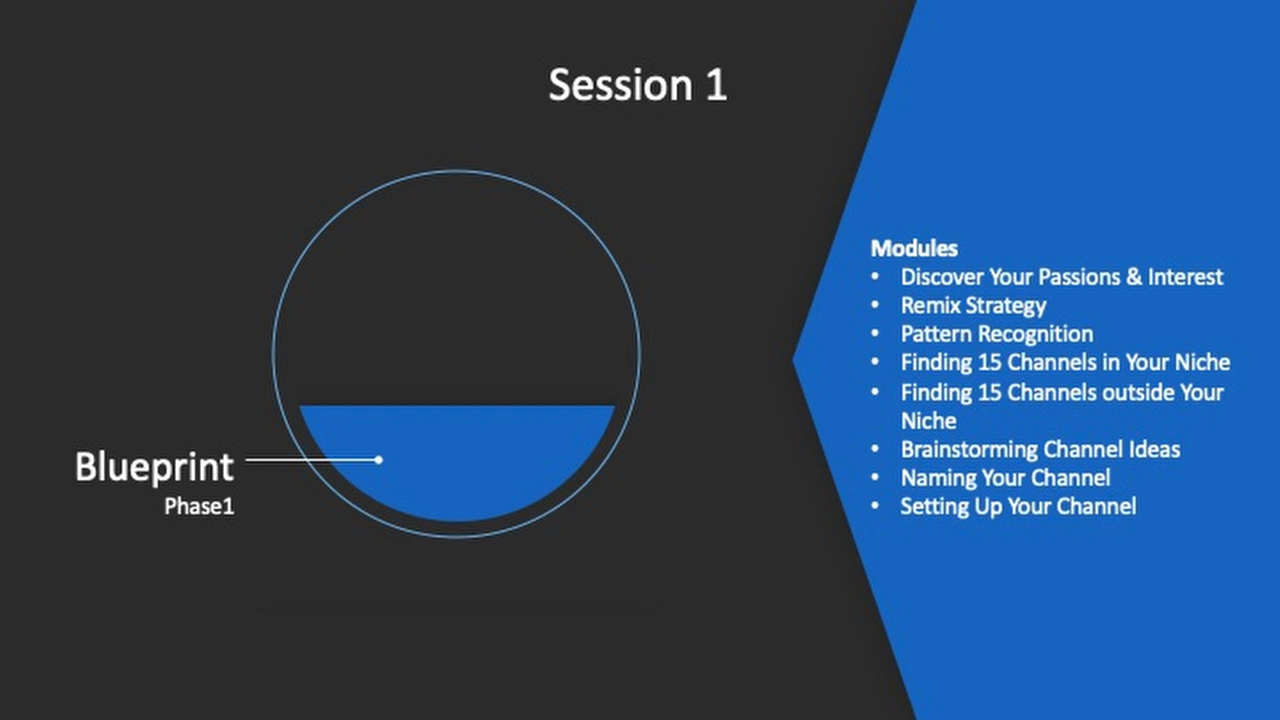 Session 1
Blueprint
Phase1
Modules
• Discover Your Passions & Interest
• Remix Strategy
• Pattern Recognition
• Finding 15 Channels in Your Niche
• Finding 15 Channels outside Your
Niche
• Brainstorming Channel Ideas
• Naming Your Channel
• Setting Up Your Channel